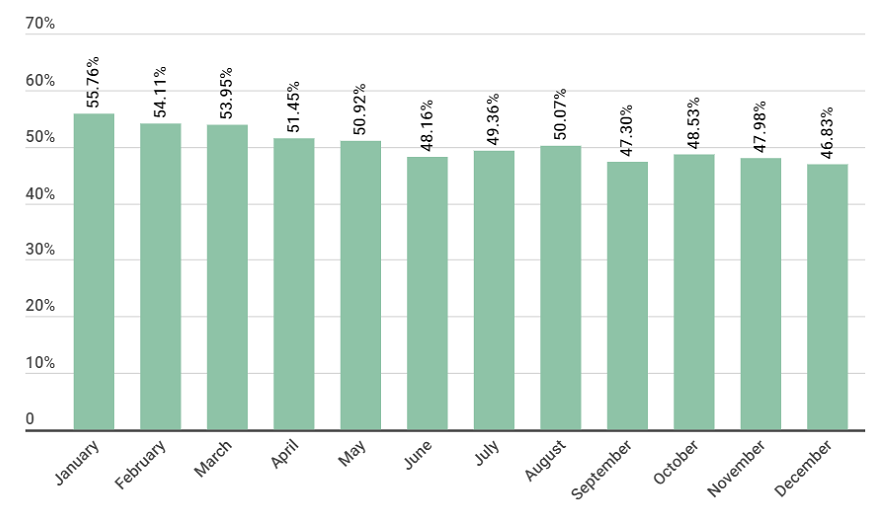 70%
60%
50%
40%
30%
20%
10%
0
55.76%
54.11%
53.95%
51.45%
50.92%
48.16%
49.36%
50.07%
47.30%
48.53%
47.98%
46.83%
January
February
March
April
May
June
July
August
September
October
November
December